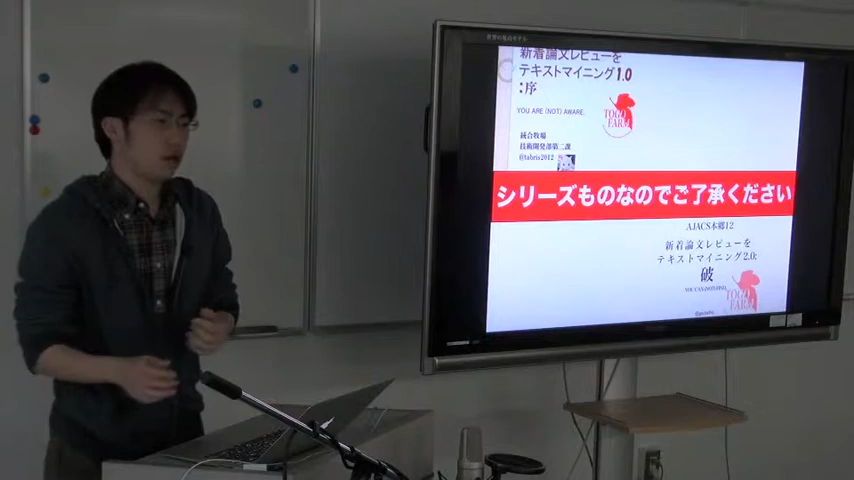 新着論文レビューを
テキストマイニング1.0
:序
YOU ARE (NOT) AWARE.
TOGO
FARM
統合牧場
技術開発部第二課
@tabris2012
シリーズものなのでご了承ください
AJACS本郷12
新着論文レビューを
テキストマイニング2.0:
破
TOGO
FARM